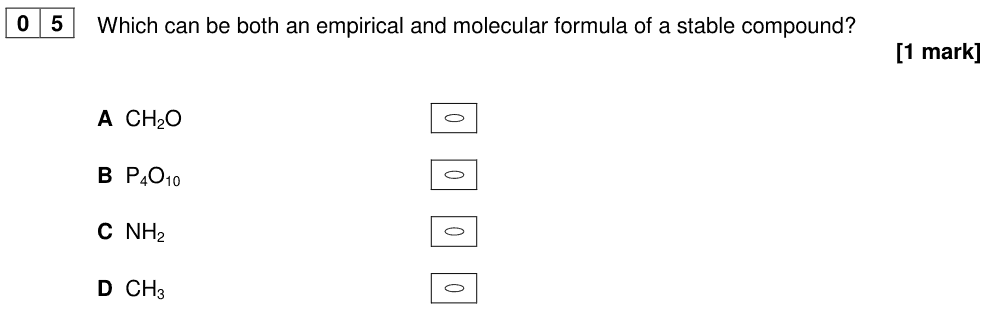 0 5 Which can be both an empirical and molecular formula of a stable compound?
[1 mark]
A CH₂O
B P₄O₁₀
C NH₂
D CH₃